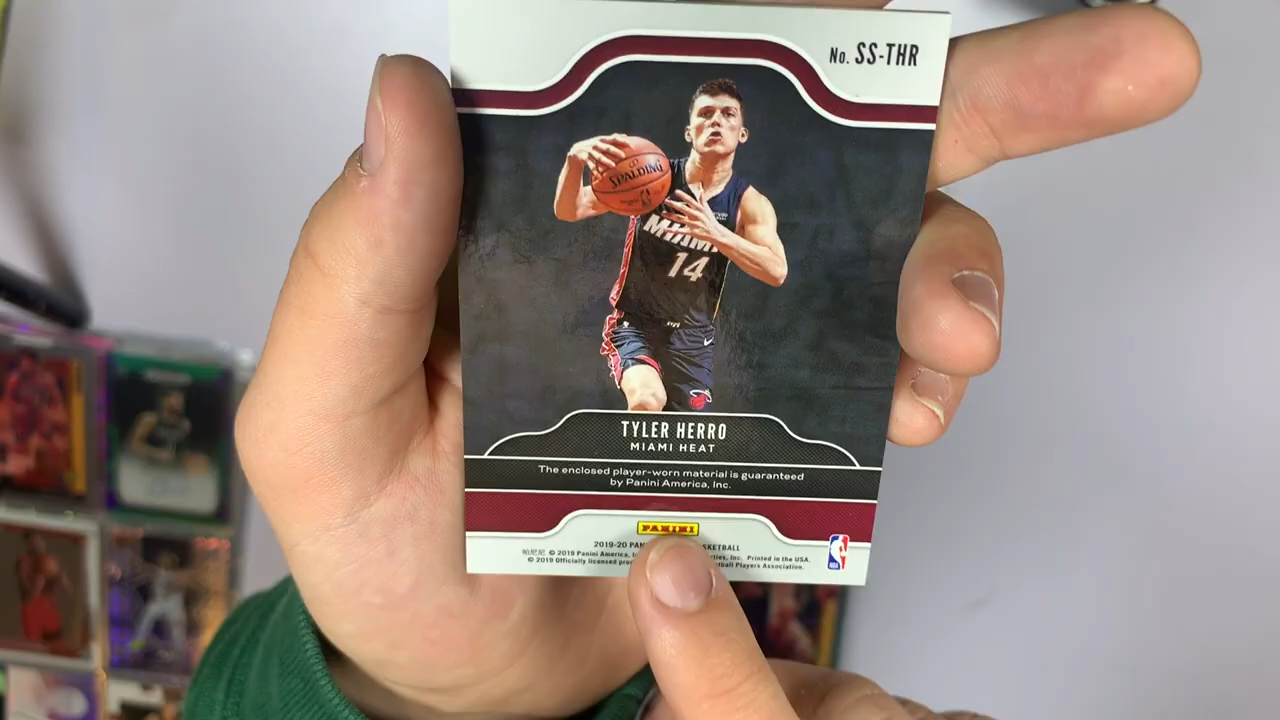 No. SS-THR
SPALDING
MIAMI
14
TYLER HERRO
MIAMI HEAT
The enclosed player-worn material is guaranteed
by Panini America, Inc.
PANINI
2019-20 BASKETBALL
© 2019 Panini America, Inc. Printed in the USA.
© 2019 Officially licensed Players Association.
NBA